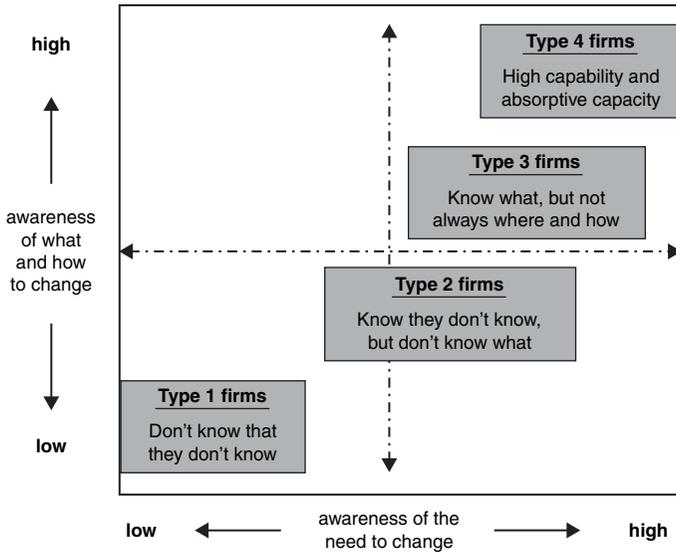 high
awareness
of what
and how
to change
low
Type 4 firms
High capability and
absorptive capacity
Type 3 firms
Know what, but not
always where and how
Type 2 firms
Know they don’t know,
but don’t know what
Type 1 firms
Don’t know that
they don’t know
low
awareness of the
need to change
high